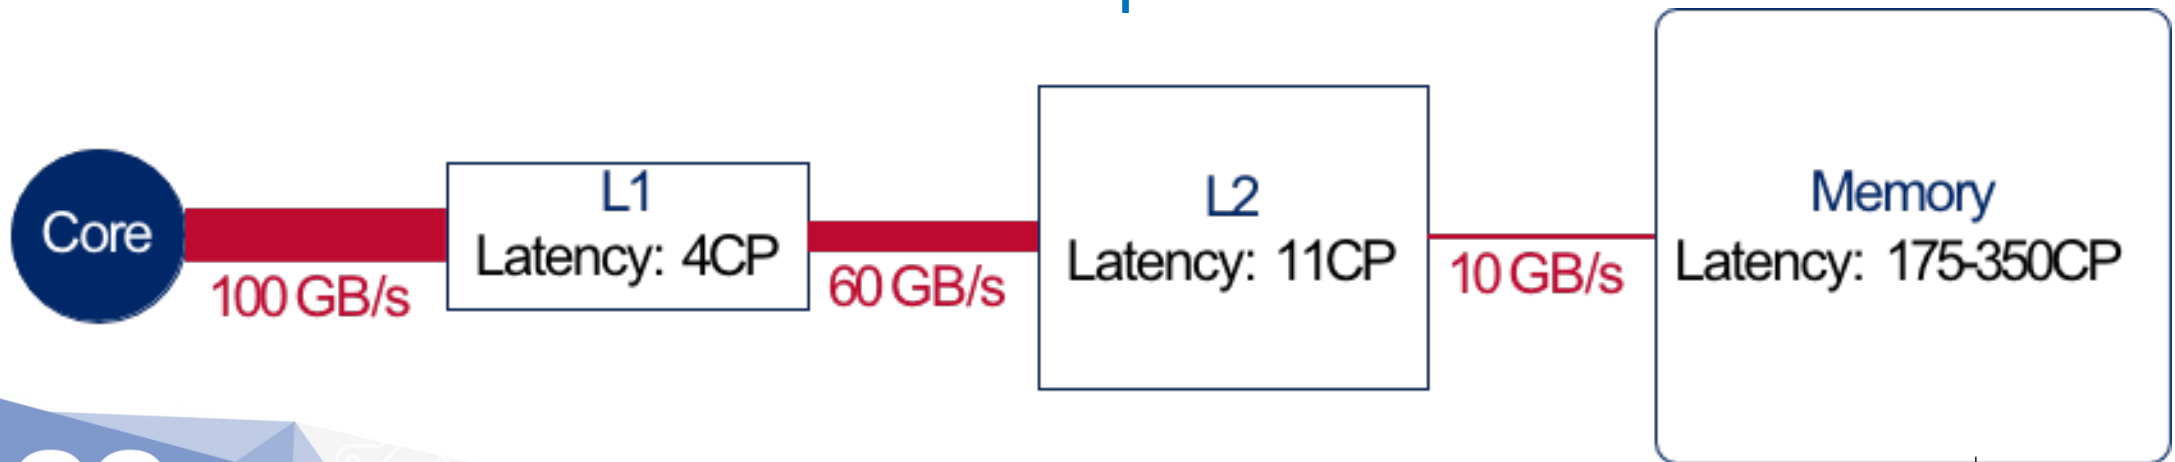 Core
100 GB/s
L1
Latency: 4CP
60 GB/s
L2
Latency: 11CP
10 GB/s
Memory
Latency: 175-350CP